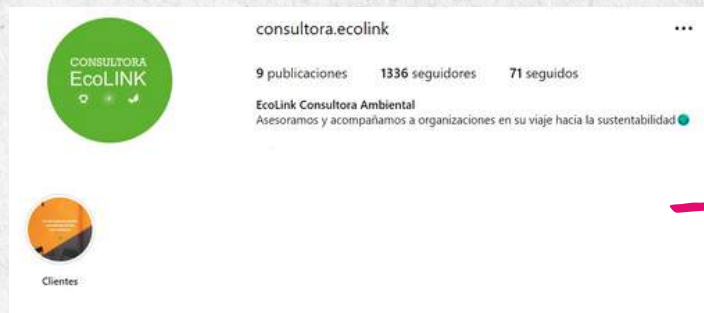 consultora.ecolink
CONSULTORA
EcoLINK
9 publicaciones 1336 seguidores 71 seguidos
EcoLink Consultora Ambiental
Asesoramos y acompañamos a organizaciones en su viaje hacia la sustentabilidad
Clientes